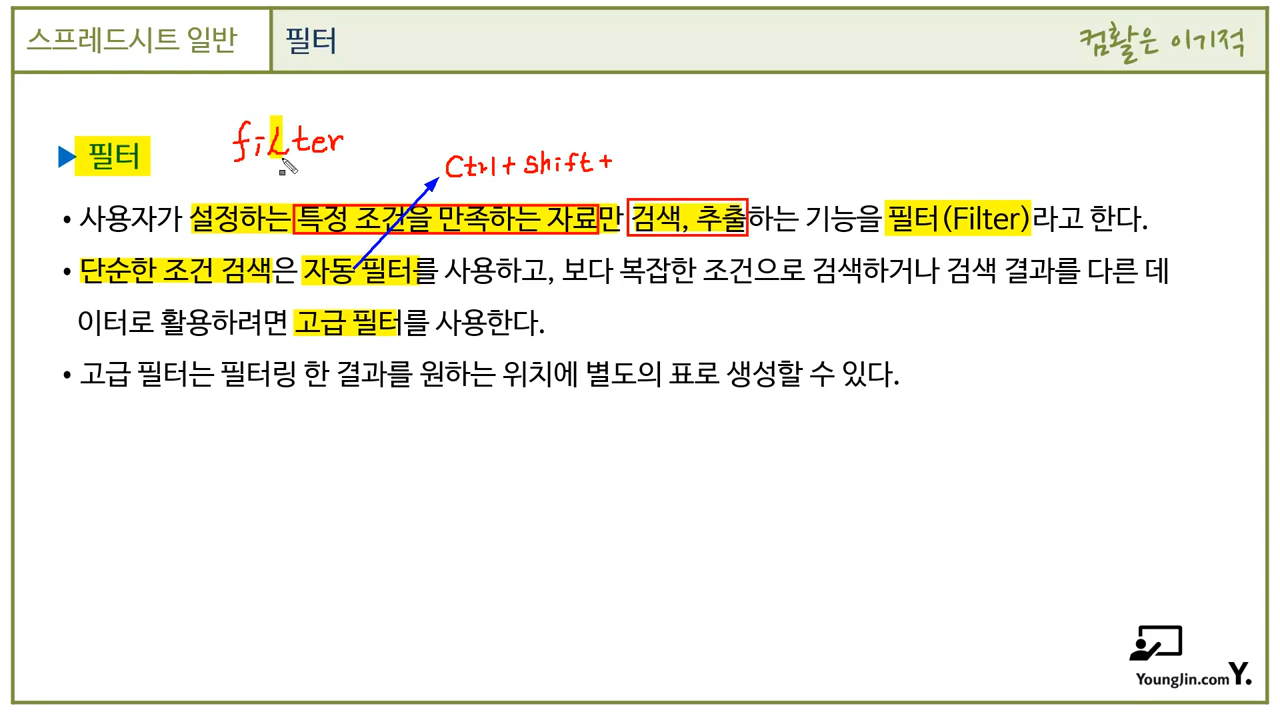 스프레드시트 일반
필터
컴활은 이기적
filter
▶ 필터
Ctrl + Shift +
• 사용자가 설정하는 특정 조건을 만족하는 자료만 검색, 추출하는 기능을 필터(Filter)라고 한다.
• 단순한 조건 검색은 자동 필터를 사용하고, 보다 복잡한 조건으로 검색하거나 검색 결과를 다른 데
이터로 활용하려면 고급 필터를 사용한다.
• 고급 필터는 필터링 한 결과를 원하는 위치에 별도의 표로 생성할 수 있다.
YoungJin.com Y.